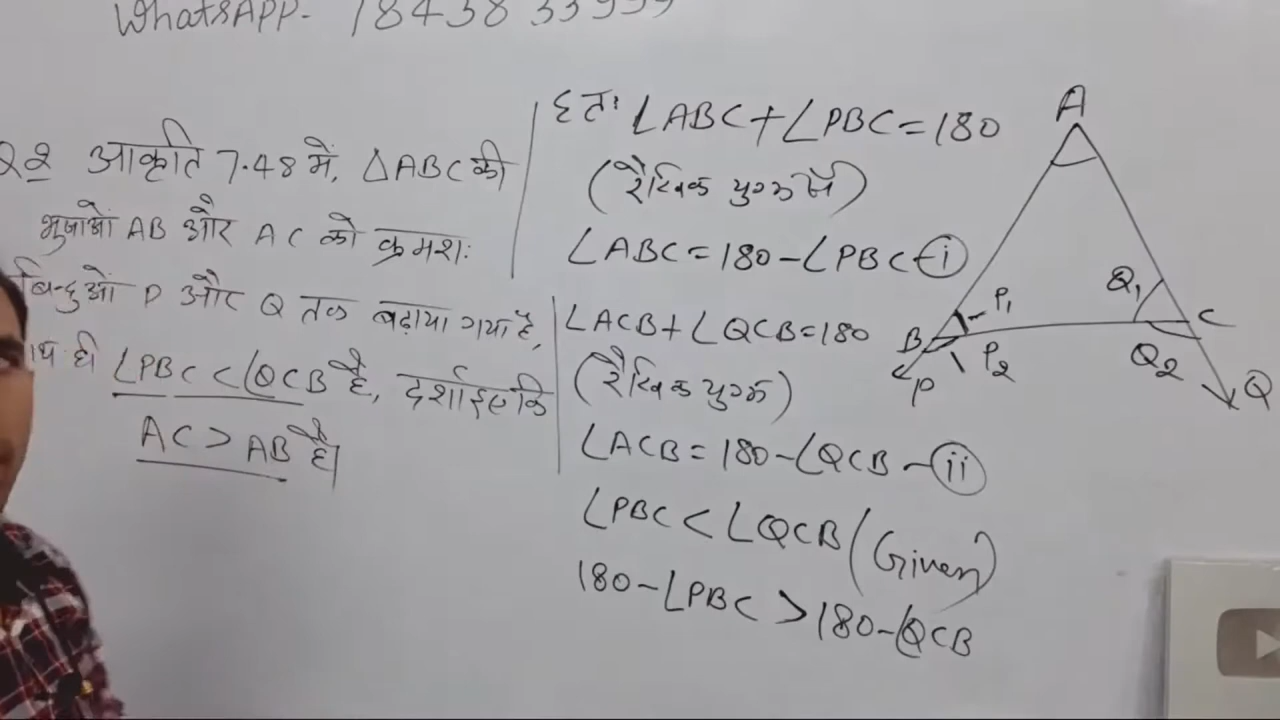 WhatsAPP- 18438 33999
Q2 आकृति 7.48 में, △ABC की
भुजाओं AB और AC को क्रमशः
बिन्दुओं P और Q तक बढ़ाया गया है,
ही ∠PBC < ∠QCB है, दर्शाइए कि
AC > AB है।
हलः ∠ABC + ∠PBC = 180
(रैखिक युग्म से)
∠ABC = 180 - ∠PBC - (i)
∠ACB + ∠QCB = 180
(रैखिक युग्म)
∠ACB = 180 - ∠QCB - (ii)
∠PBC < ∠QCB (Given)
180 - ∠PBC > 180 - ∠QCB
A
Q1
P1
C
B
P2
Q2
P
Q